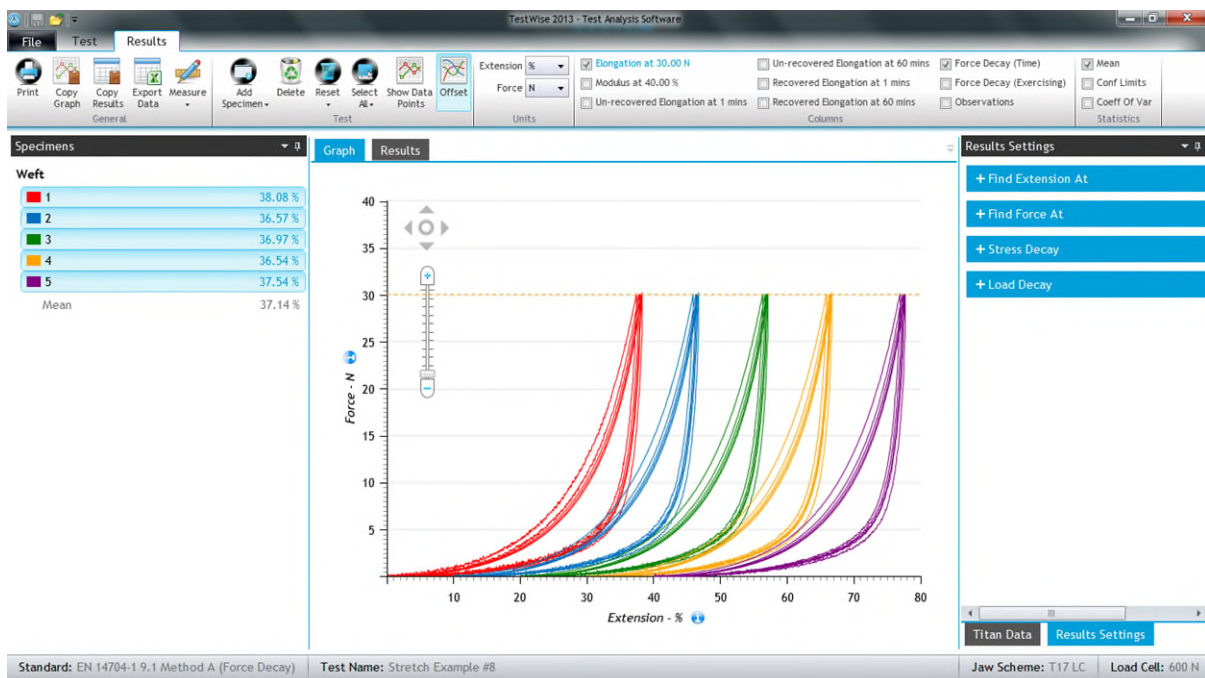 TestWise 2013 - Test Analysis Software
File Test Results
Print Copy Graph Copy Results Export Data Measure Add Specimen Delete Reset Select All Show Data Points Offset
Extension %
Force N
Elongation at 30.00 N
Modulus at 40.00 %
Un-recovered Elongation at 1 mins
Un-recovered Elongation at 60 mins
Recovered Elongation at 1 mins
Recovered Elongation at 60 mins
Force Decay (Time)
Force Decay (Exercising)
Observations
Mean
Conf Limits
Coeff Of Var
General Test Units Columns Statistics
Specimens
Weft
1 38.08 %
2 36.57 %
3 36.97 %
4 36.54 %
5 37.54 %
Mean 37.14 %
Graph Results
40
35
30
25
20
15
10
5
Force - N
10 20 30 40 50 60 70 80
Extension - %
Results Settings
+ Find Extension At
+ Find Force At
+ Stress Decay
+ Load Decay
Titan Data Results Settings
Standard: EN 14704-1 9.1 Method A (Force Decay) Test Name: Stretch Example #8 Jaw Scheme: T17 LC Load Cell: 600 N